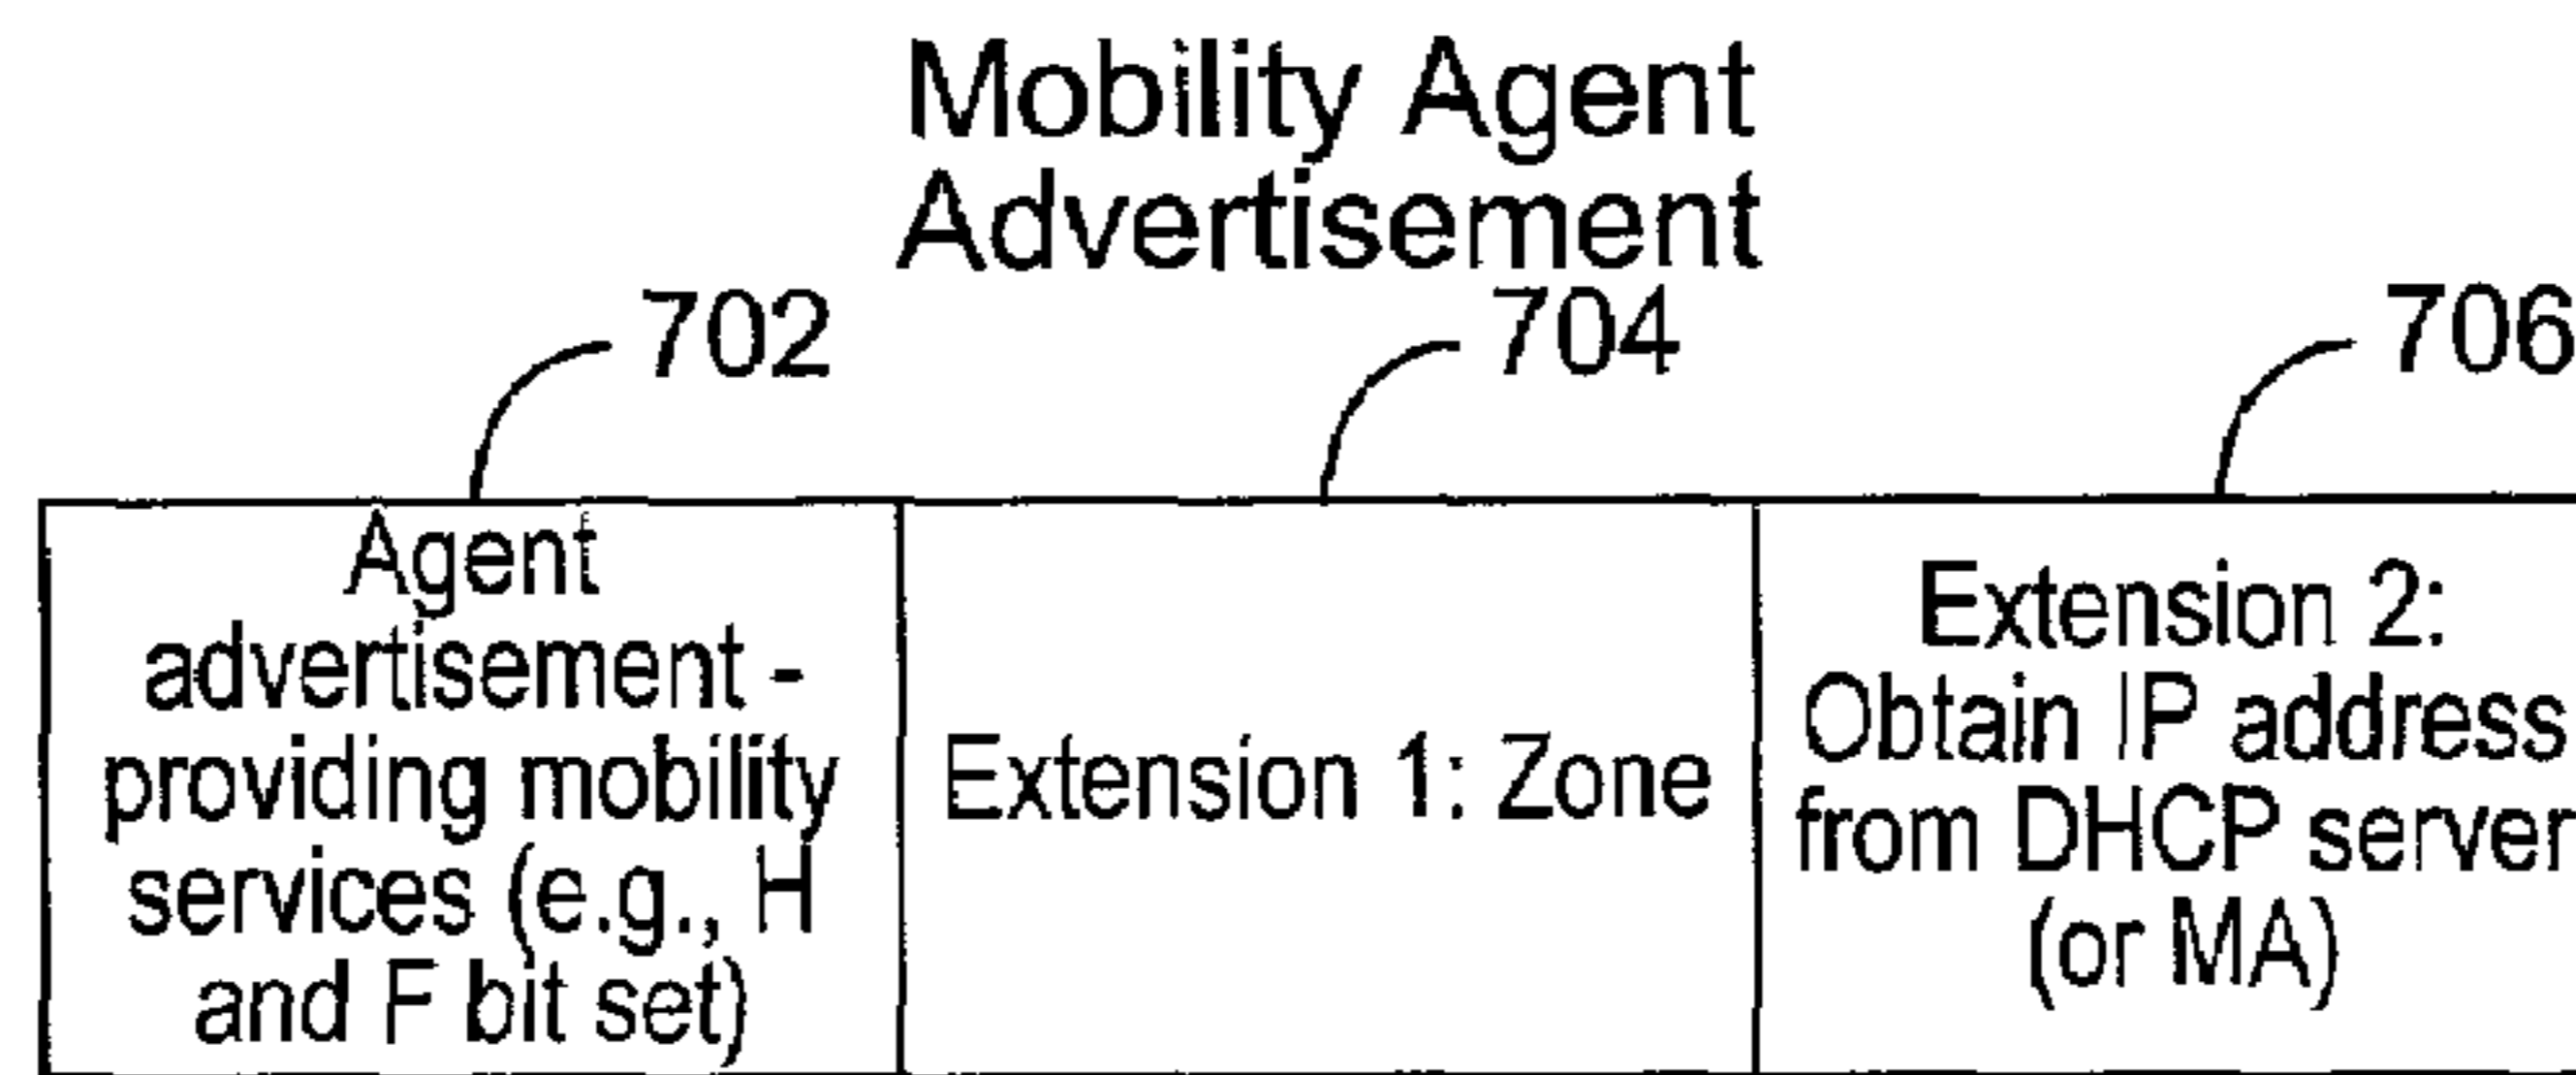 Mobility Agent
Advertisement
702
704
706
Agent
advertisement -
providing mobility
services (e.g., H
and F bit set)
Extension 1: Zone
Extension 2:
Obtain IP address
from DHCP server
(or MA)